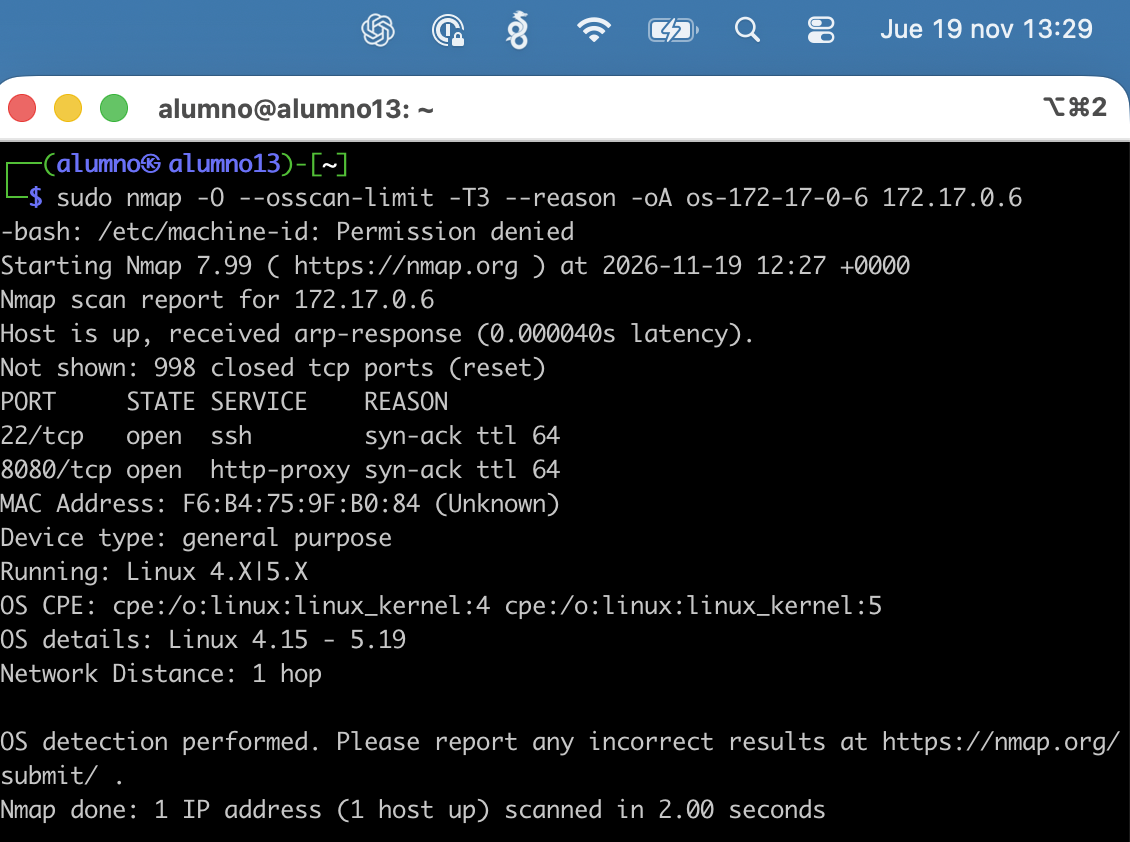 Jue 19 nov 13:29
alumno@alumno13: ~
⌥⌘2
┌──(alumno㉿ alumno13)-[~]
└─$ sudo nmap -O --osscan-limit -T3 --reason -oA os-172-17-0-6 172.17.0.6
-bash: /etc/machine-id: Permission denied
Starting Nmap 7.99 ( https://nmap.org ) at 2026-11-19 12:27 +0000
Nmap scan report for 172.17.0.6
Host is up, received arp-response (0.000040s latency).
Not shown: 998 closed tcp ports (reset)
PORT     STATE SERVICE    REASON
22/tcp   open  ssh        syn-ack ttl 64
8080/tcp open  http-proxy syn-ack ttl 64
MAC Address: F6:B4:75:9F:B0:84 (Unknown)
Device type: general purpose
Running: Linux 4.X|5.X
OS CPE: cpe:/o:linux:linux_kernel:4 cpe:/o:linux:linux_kernel:5
OS details: Linux 4.15 - 5.19
Network Distance: 1 hop

OS detection performed. Please report any incorrect results at https://nmap.org/
submit/ .
Nmap done: 1 IP address (1 host up) scanned in 2.00 seconds